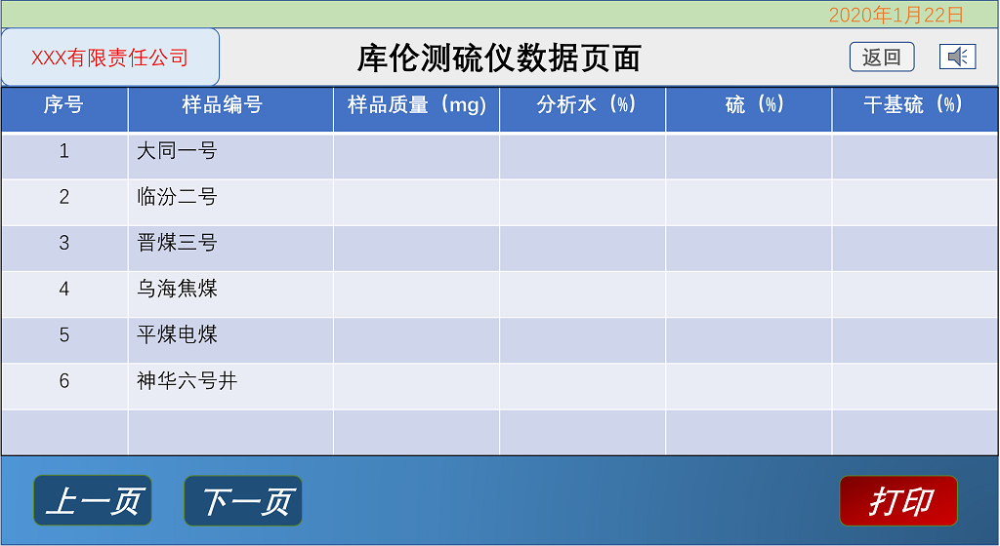 2020年1月22日
XXX有限责任公司 库伦测硫仪数据页面 返回
序号 样品编号 样品质量（mg） 分析水（%） 硫（%） 干基硫（%）
1 大同一号
2 临汾二号
3 晋煤三号
4 乌海焦煤
5 平煤电煤
6 神华六号井
上一页 下一页 打印